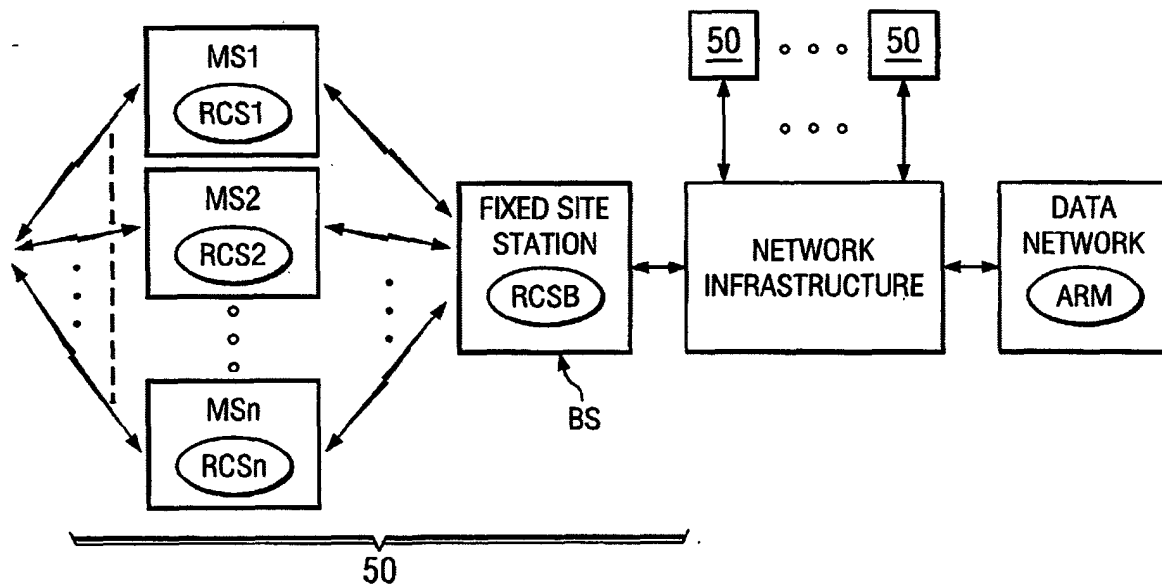 MS1
RCS1
MS2
RCS2
MSn
RCSn
FIXED SITE
STATION
RCSB
BS
50
50
NETWORK
INFRASTRUCTURE
DATA
NETWORK
ARM
50